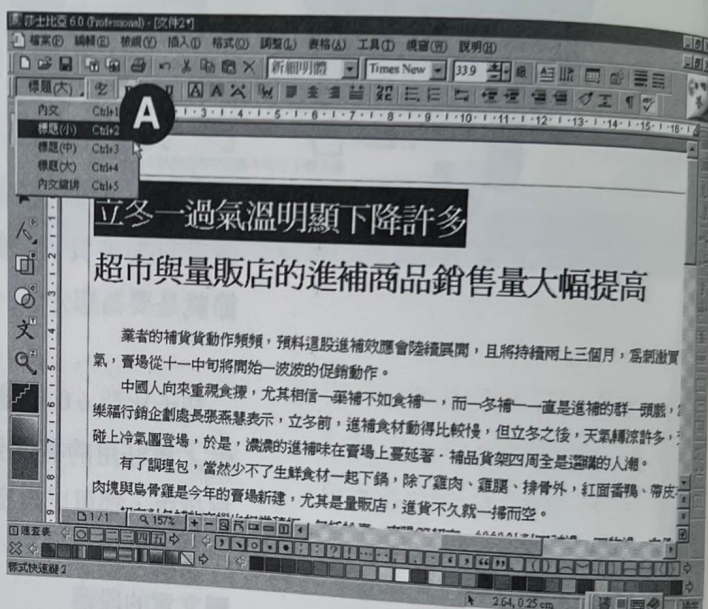 莎士比亞 6.0 (Professional) - [文件2*]
檔案(F) 編輯(E) 檢視(V) 插入(I) 格式(O) 調整(L) 表格(A) 工具(T) 視窗(W) 說明(H)
新細明體 Times New 33.9
標題(大)
內文 Ctrl+1
標題(小) Ctrl+2
標題(中) Ctrl+3
標題(大) Ctrl+4
內文縱排 Ctrl+5
A
立冬一過氣溫明顯下降許多
超市與量販店的進補商品銷售量大幅提高
業者的補貨貨動作頻頻，預料這股進補效應會陸續展開，且將持續兩上三個月，為刺激買
氣，賣場從十一中旬將開始一波波的促銷動作。
中國人向來重視食療，尤其相信一藥補不如食補一，而一冬補一一直是進補的群一頭戲，
樂福行銷企劃處長張燕慧表示，立冬前，進補食材動得比較慢，但立冬之後，天氣轉涼許多，
碰上冷氣團登場，於是，濃濃的進補味在賣場上蔓延著．補品貨架四周全是選購的人潮。
有了調理包，當然少不了生鮮食材一起下鍋，除了雞肉、雞腿、排骨外，紅面番鴨、帶皮
肉塊與烏骨雞是今年的賣場新建，尤其是量販店，進貨不久就一掃而空。
1/1 157%
速查表 一 二 三 四 五
樣式快速鍵 2
2.64, 0.25 cm